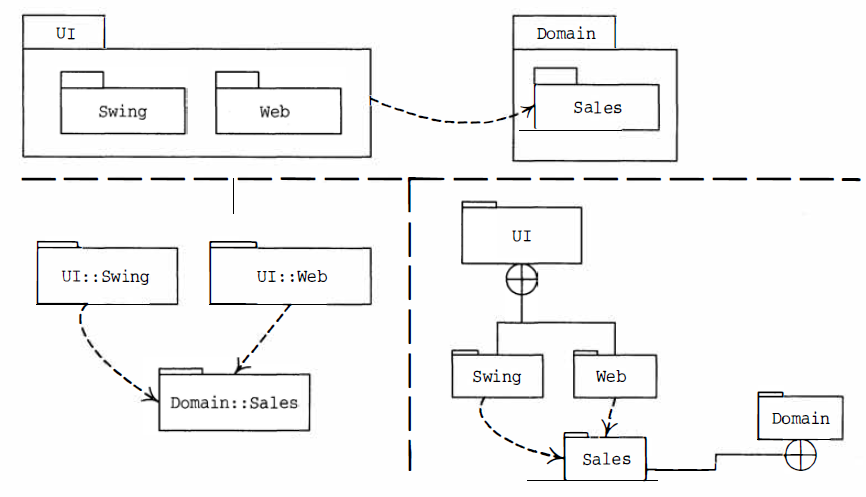 UI
Domain
Swing
Web
Sales
UI::Swing
UI::Web
Domain::Sales
UI
Swing
Web
Domain
Sales